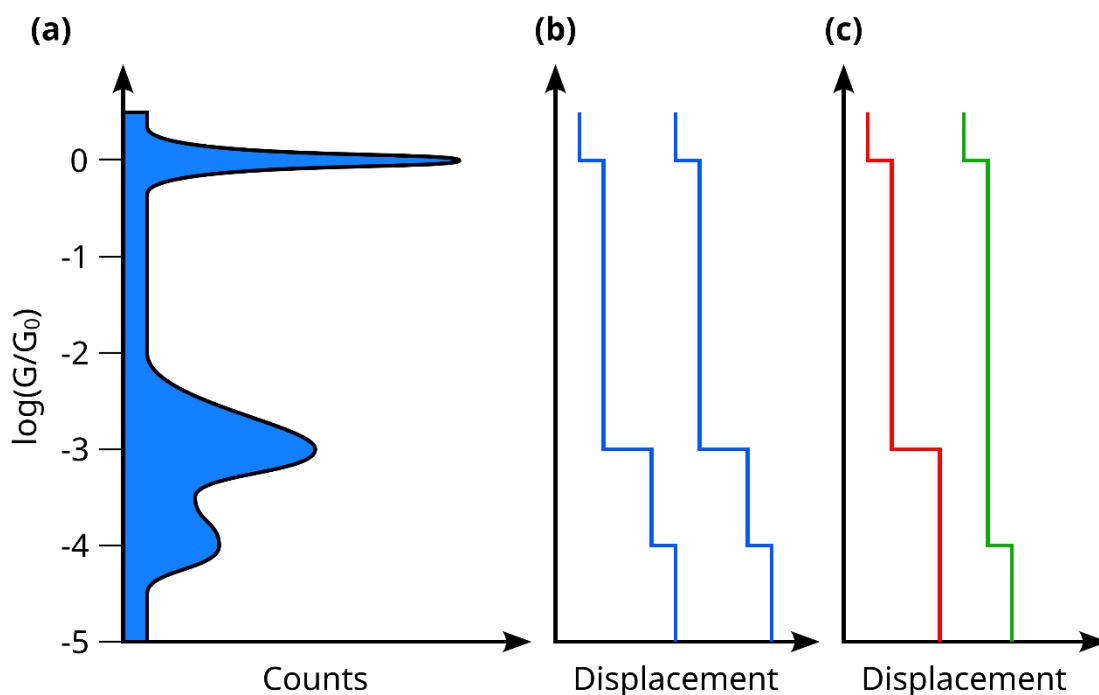 (a)
(b)
(c)
0
-1
-2
-3
-4
-5
log(G/G₀)
Counts
Displacement
Displacement